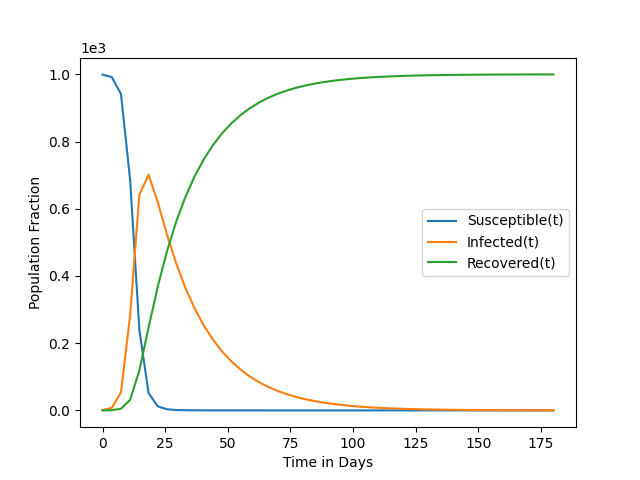 1e3
1.0
0.8
0.6
0.4
0.2
0.0
Population Fraction
Susceptible(t)
Infected(t)
Recovered(t)
0 25 50 75 100 125 150 175
Time in Days